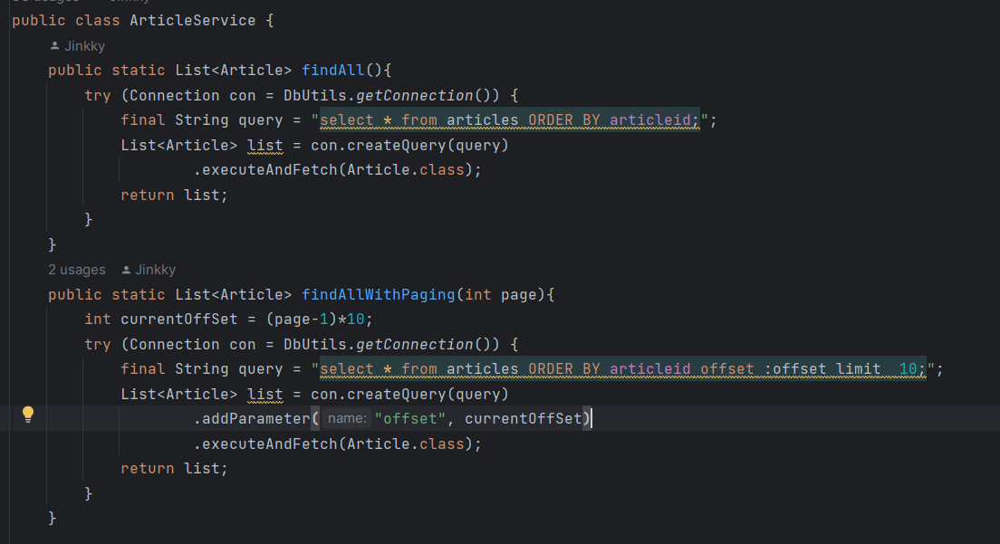 public class ArticleService {
Jinkky
public static List<Article> findAll(){
try (Connection con = DbUtils.getConnection()) {
final String query = "select * from articles ORDER BY articleid;";
List<Article> list = con.createQuery(query)
.executeAndFetch(Article.class);
return list;
}
}
2 usages Jinkky
public static List<Article> findAllWithPaging(int page){
int currentOffSet = (page-1)*10;
try (Connection con = DbUtils.getConnection()) {
final String query = "select * from articles ORDER BY articleid offset :offset limit  10;";
List<Article> list = con.createQuery(query)
.addParameter( name: "offset", currentOffSet)
.executeAndFetch(Article.class);
return list;
}
}